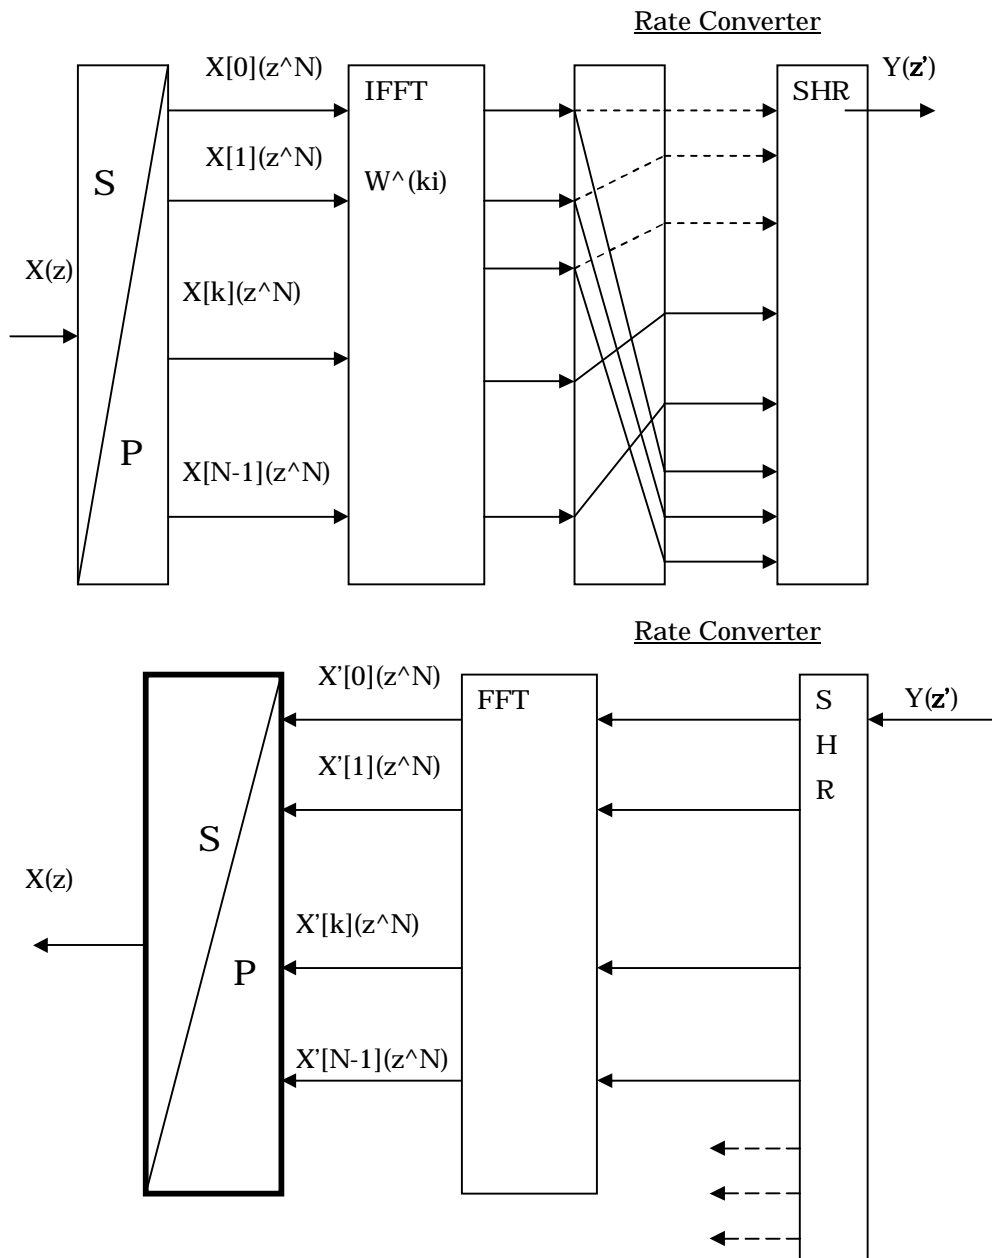 Rate Converter
X[0](z^N)
IFFT
SHR
Y(z')
X[1](z^N)
S
W^(ki)
X(z)
X[k](z^N)
P
X[N-1](z^N)
Rate Converter
X'[0](z^N)
FFT
S
H
R
Y(z')
X'[1](z^N)
S
X(z)
X'[k](z^N)
P
X'[N-1](z^N)